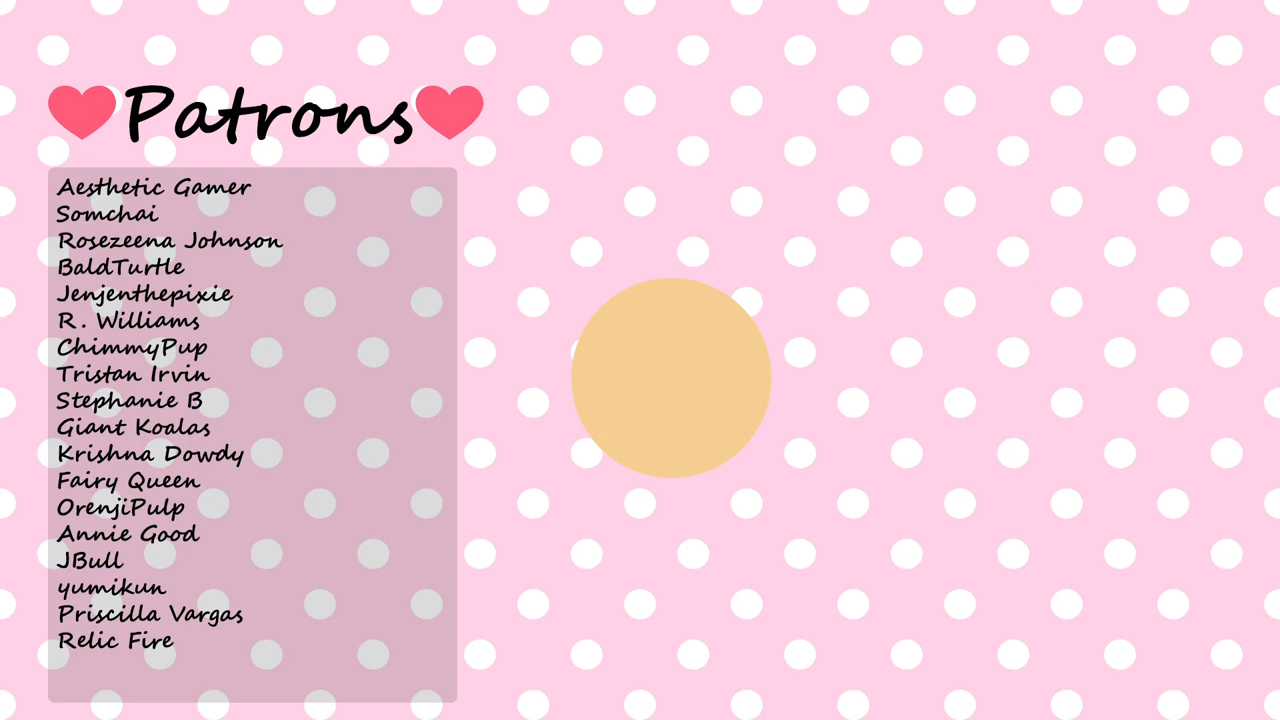 Patrons
Aesthetic Gamer
Somchai
Rosezeena Johnson
BaldTurtle
Jenjenthepixie
R. Williams
ChimmyPup
Tristan Irvin
Stephanie B
Giant Koalas
Krishna Dowdy
Fairy Queen
OrenjiPulp
Annie Good
JBull
yumikun
Priscilla Vargas
Relic Fire